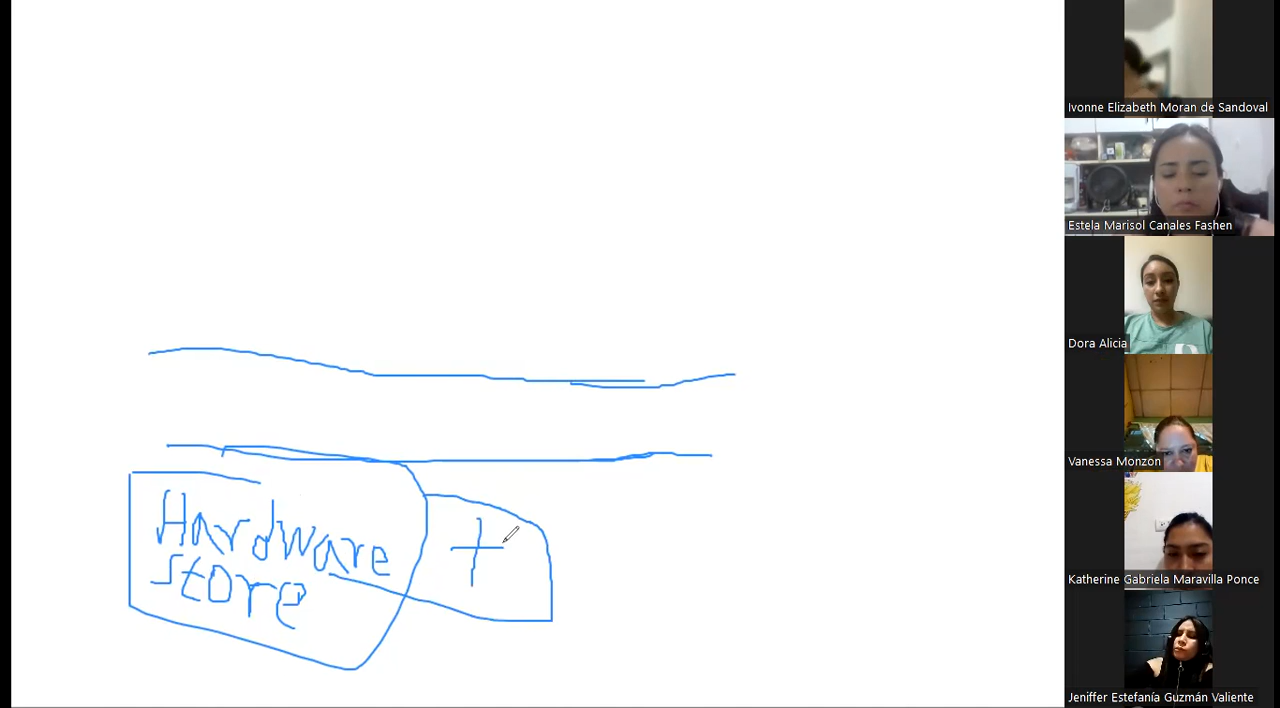 Hardware
store
Ivonne Elizabeth Moran de Sandoval
Estela Marisol Canales Fashen
Dora Alicia
Vanessa Monzón
Katherine Gabriela Maravilla Ponce
Jeniffer Estefanía Guzmán Valiente